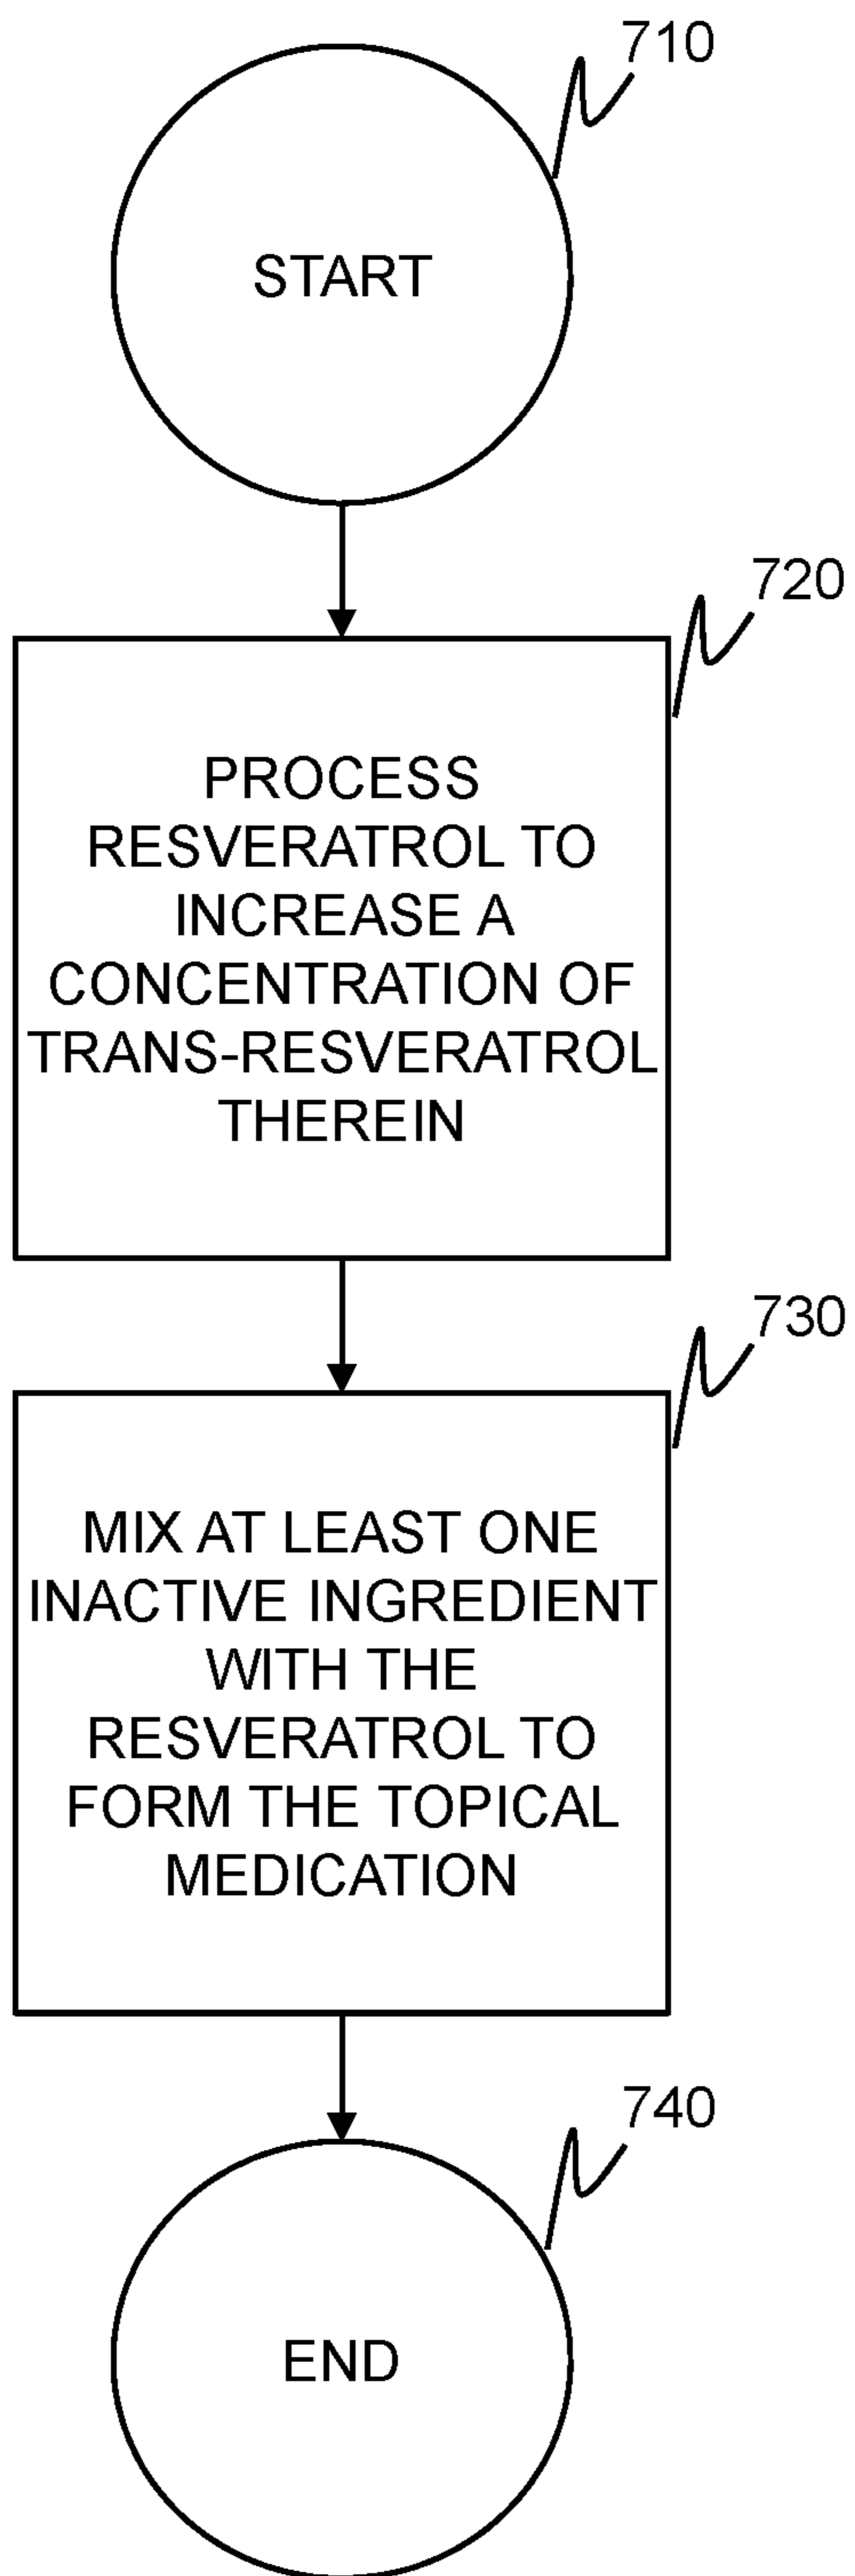 710
START
720
PROCESS
RESVERATROL TO
INCREASE A
CONCENTRATION OF
TRANS-RESVERATROL
THEREIN
730
MIX AT LEAST ONE
INACTIVE INGREDIENT
WITH THE
RESVERATROL TO
FORM THE TOPICAL
MEDICATION
740
END